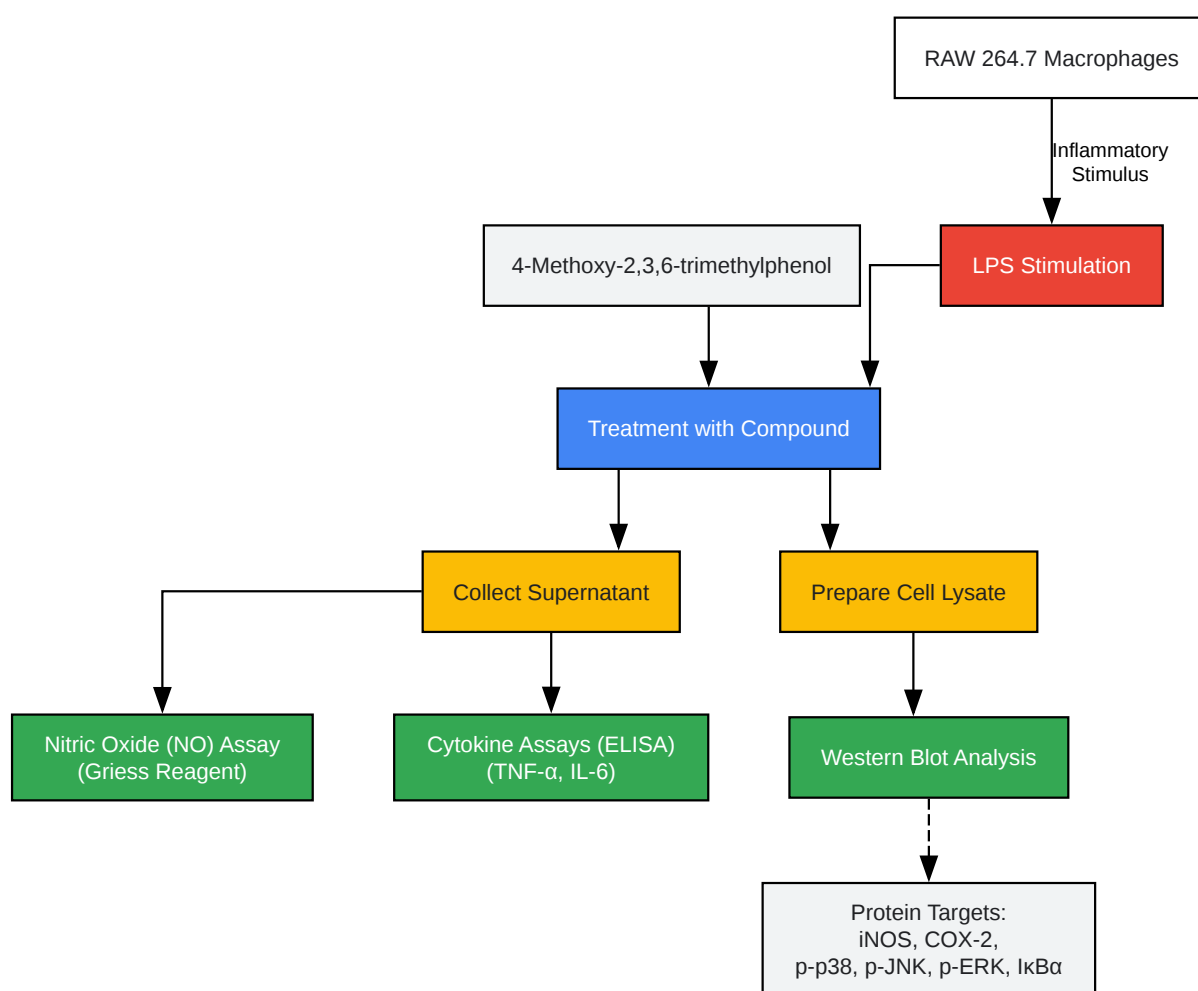 RAW 264.7 Macrophages
Inflammatory
Stimulus
4-Methoxy-2,3,6-trimethylphenol
LPS Stimulation
Treatment with Compound
Collect Supernatant
Prepare Cell Lysate
Nitric Oxide (NO) Assay
(Griess Reagent)
Cytokine Assays (ELISA)
(TNF-α, IL-6)
Western Blot Analysis
Protein Targets:
iNOS, COX-2,
p-p38, p-JNK, p-ERK, IκBα